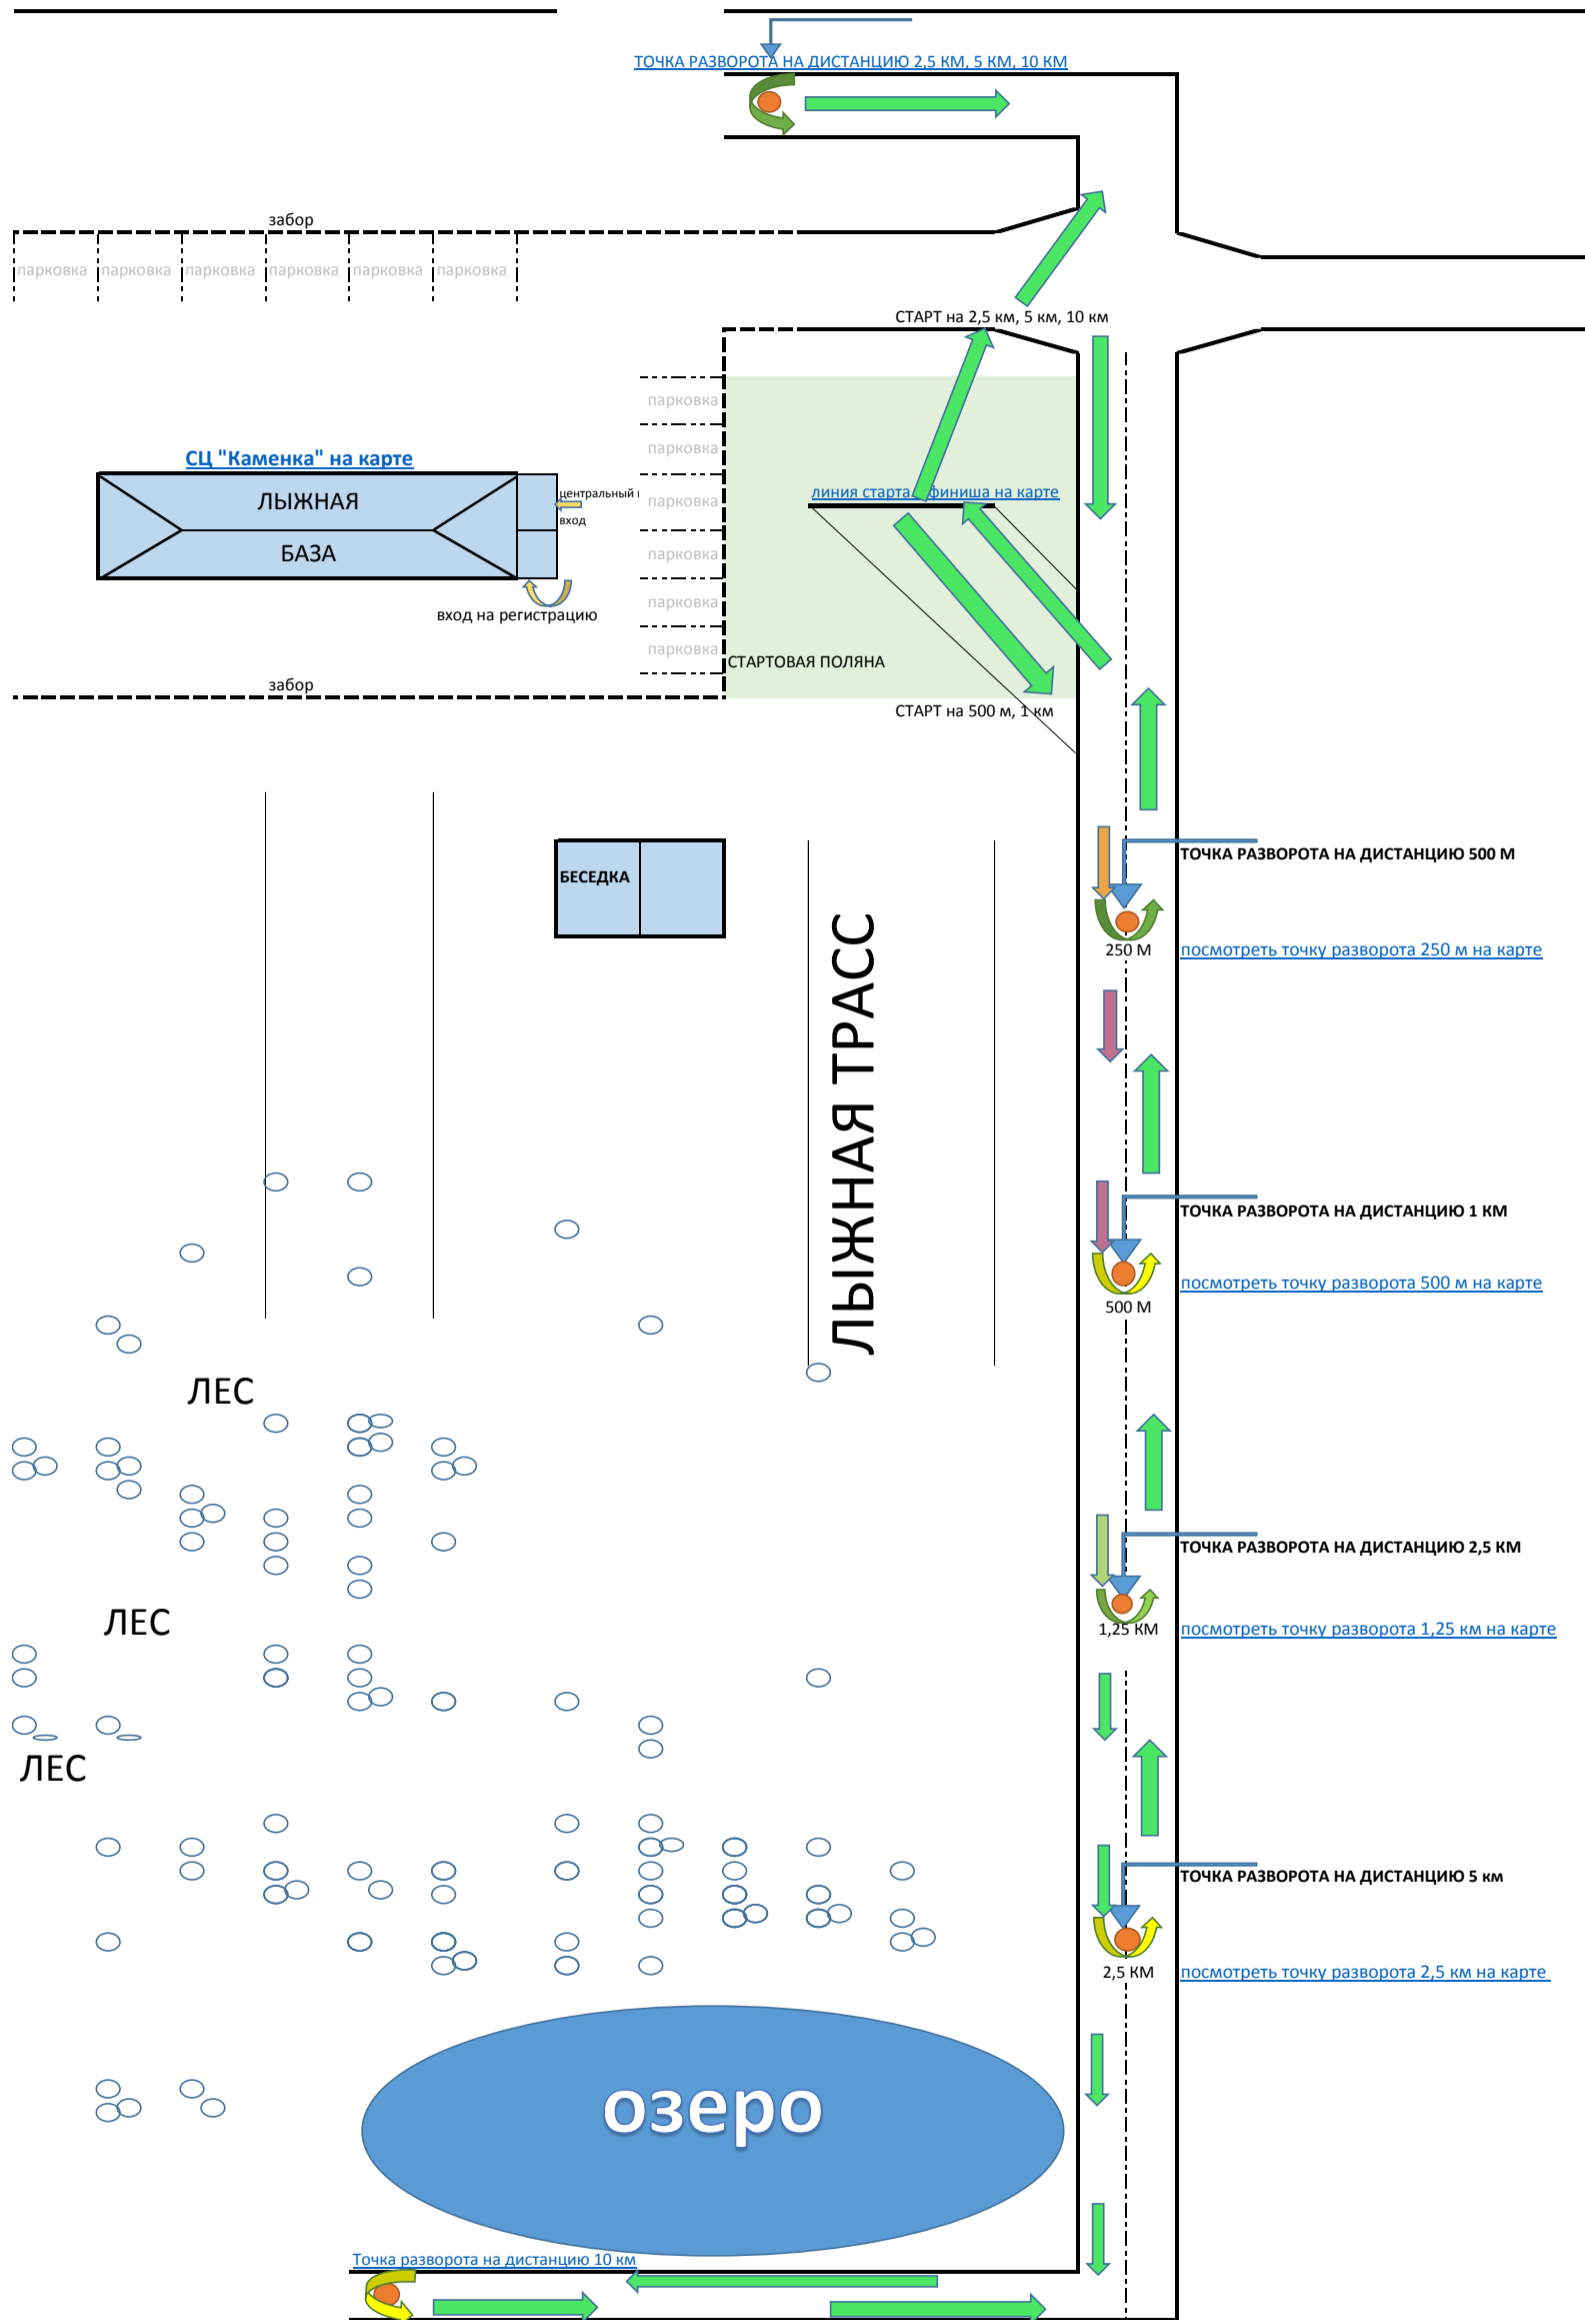 ТОЧКА РАЗВОРОТА НА ДИСТАНЦИЮ 2,5 КМ, 5 КМ, 10 КМ
забор
парковка парковка парковка парковка парковка парковка
СТАРТ на 2,5 км, 5 км, 10 км
парковка
парковка
СЦ "Каменка" на карте
ЛЫЖНАЯ
центральный
линия старта финиша на карте
парковка
вход
БАЗА
парковка
парковка
вход на регистрацию
парковка
СТАРТОВАЯ ПОЛЯНА
забор
СТАРТ на 500 м, 1 км
ТОЧКА РАЗВОРОТА НА ДИСТАНЦИЮ 500 М
БЕСЕДКА
250 М
посмотреть точку разворота 250 м на карте
ЛЫЖНАЯ ТРАСС
ТОЧКА РАЗВОРОТА НА ДИСТАНЦИЮ 1 КМ
посмотреть точку разворота 500 м на карте
500 М
ЛЕС
ТОЧКА РАЗВОРОТА НА ДИСТАНЦИЮ 2,5 КМ
ЛЕС
1,25 КМ
посмотреть точку разворота 1,25 км на карте
ЛЕС
ТОЧКА РАЗВОРОТА НА ДИСТАНЦИЮ 5 км
2,5 КМ
посмотреть точку разворота 2,5 км на карте
озеро
Точка разворота на дистанцию 10 км